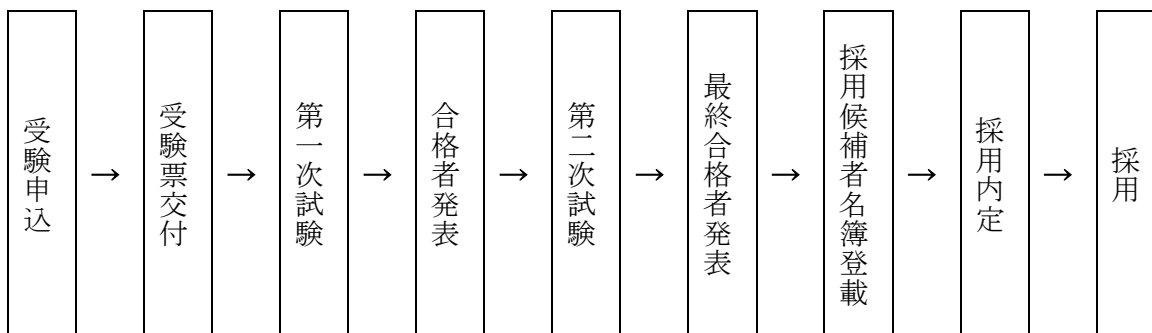 受験申込
→
受験票交付
→
第一次試験
→
合格者発表
→
第二次試験
→
最終合格者発表
→
採用候補者名簿登載
→
採用内定
→
採用